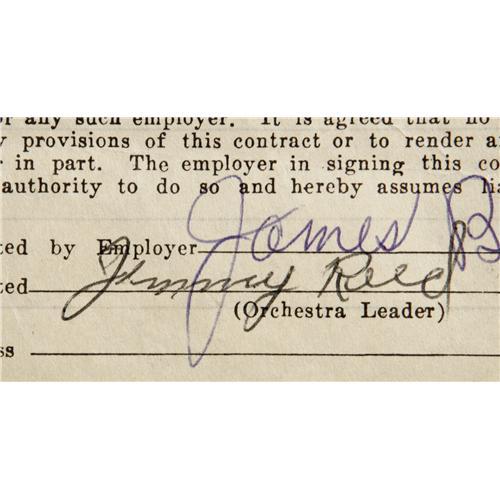 or any such employer. It is agreed that no
y provisions of this contract or to render a
r in part. The employer in signing this co
authority to do so and hereby assumes lia
ted by Employer James B
ted Jimmy Reed
(Orchestra Leader)
ss